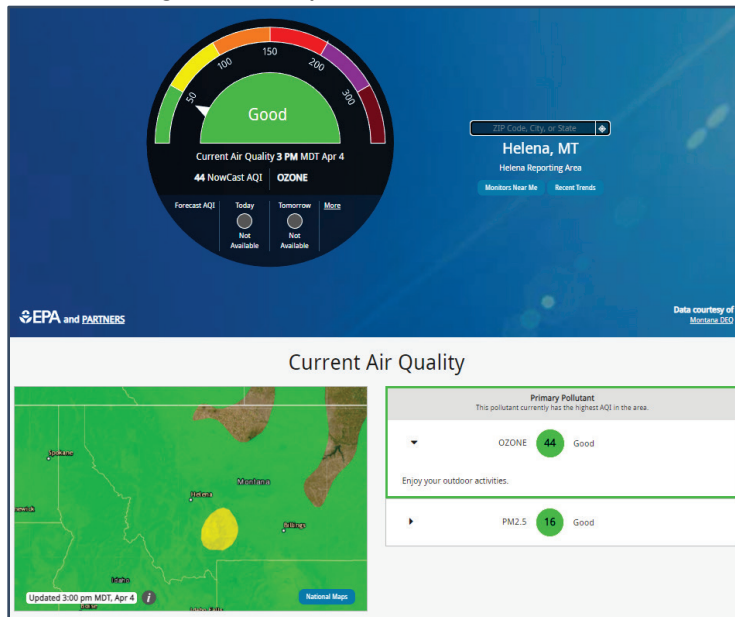 50
100
150
200
300
Good
Current Air Quality 3 PM MDT Apr 4
44 NowCast AQI OZONE
Forecast AQI Today Tomorrow More
Not Available Not Available
ZIP Code, City, or State
Helena, MT
Helena Reporting Area
Monitors Near Me Recent Trends
EPA and PARTNERS
Data courtesy of
Montana DEQ
Current Air Quality
Spokane
Montana
Helena
Billings
Idaho
Updated 3:00 pm MDT, Apr 4
National Maps
Primary Pollutant
This pollutant currently has the highest AQI in the area.
OZONE 44 Good
Enjoy your outdoor activities.
PM2.5 16 Good